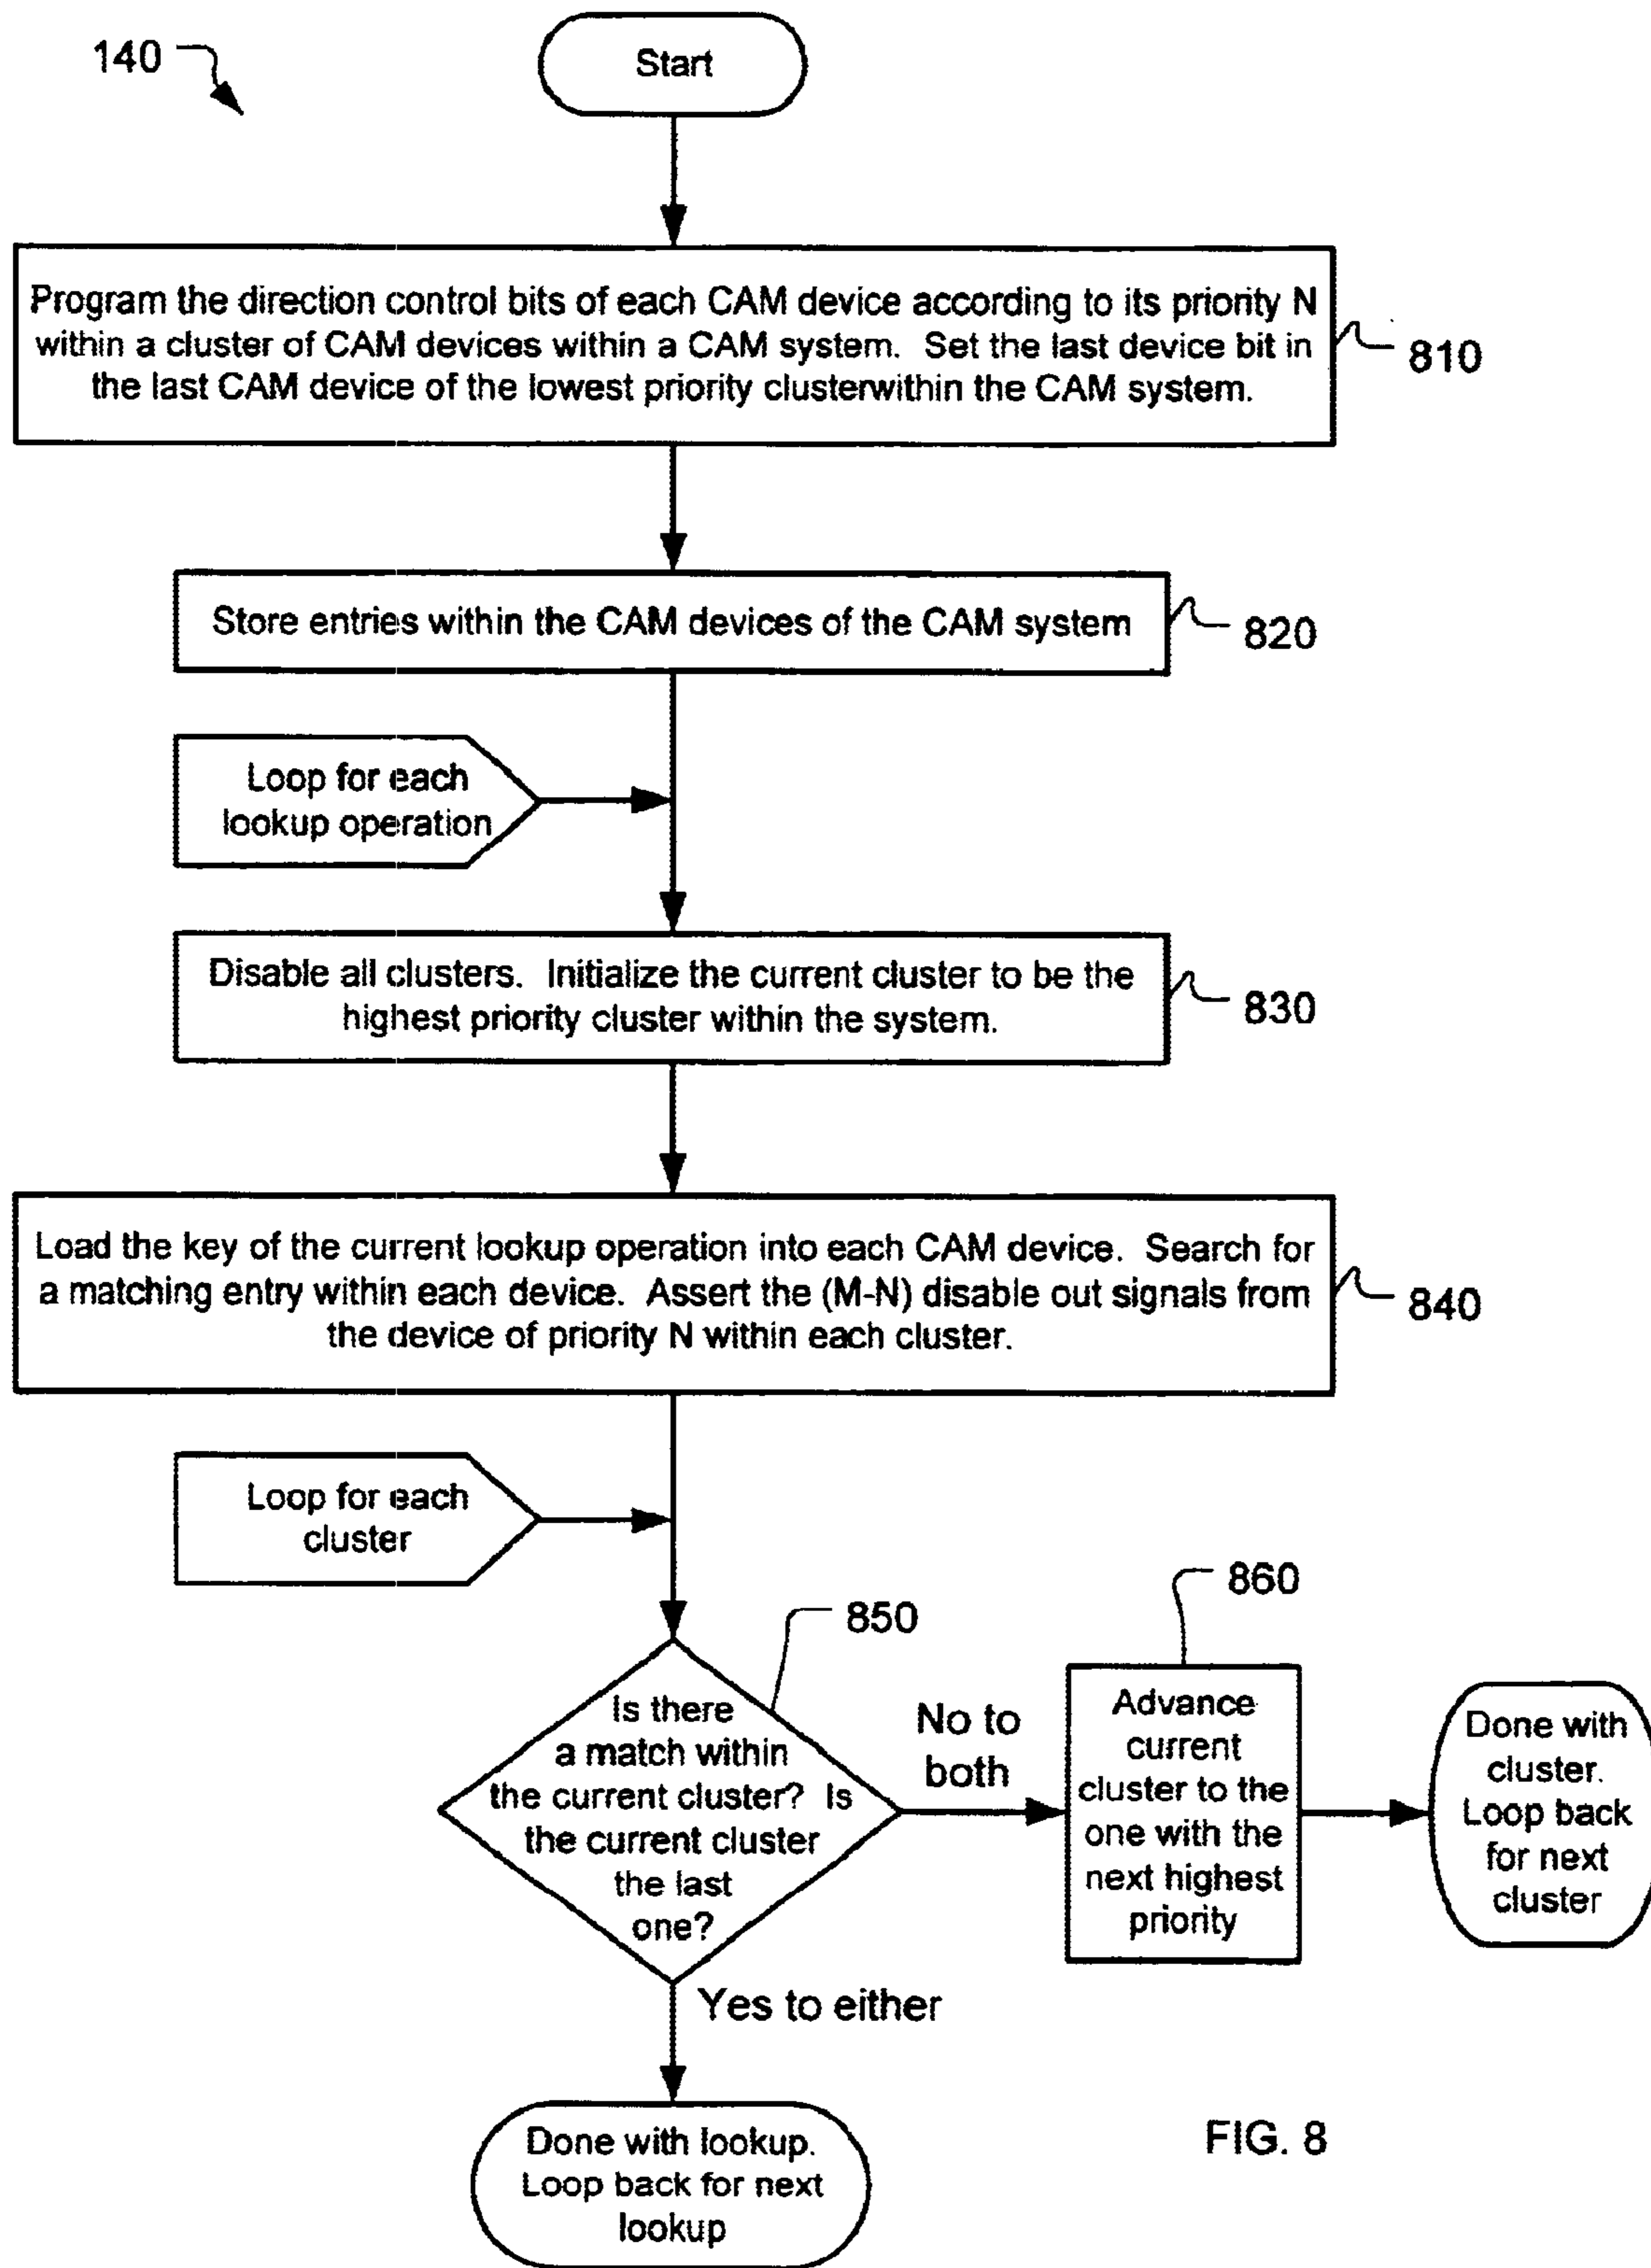 140
Start
Program the direction control bits of each CAM device according to its priority N
within a cluster of CAM devices within a CAM system. Set the last device bit in
the last CAM device of the lowest priority clusterwithin the CAM system.
810
Store entries within the CAM devices of the CAM system
820
Loop for each
lookup operation
Disable all clusters. Initialize the current cluster to be the
highest priority cluster within the system.
830
Load the key of the current lookup operation into each CAM device. Search for
a matching entry within each device. Assert the (M-N) disable out signals from
the device of priority N within each cluster.
840
Loop for each
cluster
850
Is there
a match within
the current cluster? Is
the current cluster
the last
one?
No to
both
860
Advance
current
cluster to the
one with the
next highest
priority
Done with
cluster.
Loop back
for next
cluster
Yes to either
Done with lookup.
Loop back for next
lookup
FIG. 8